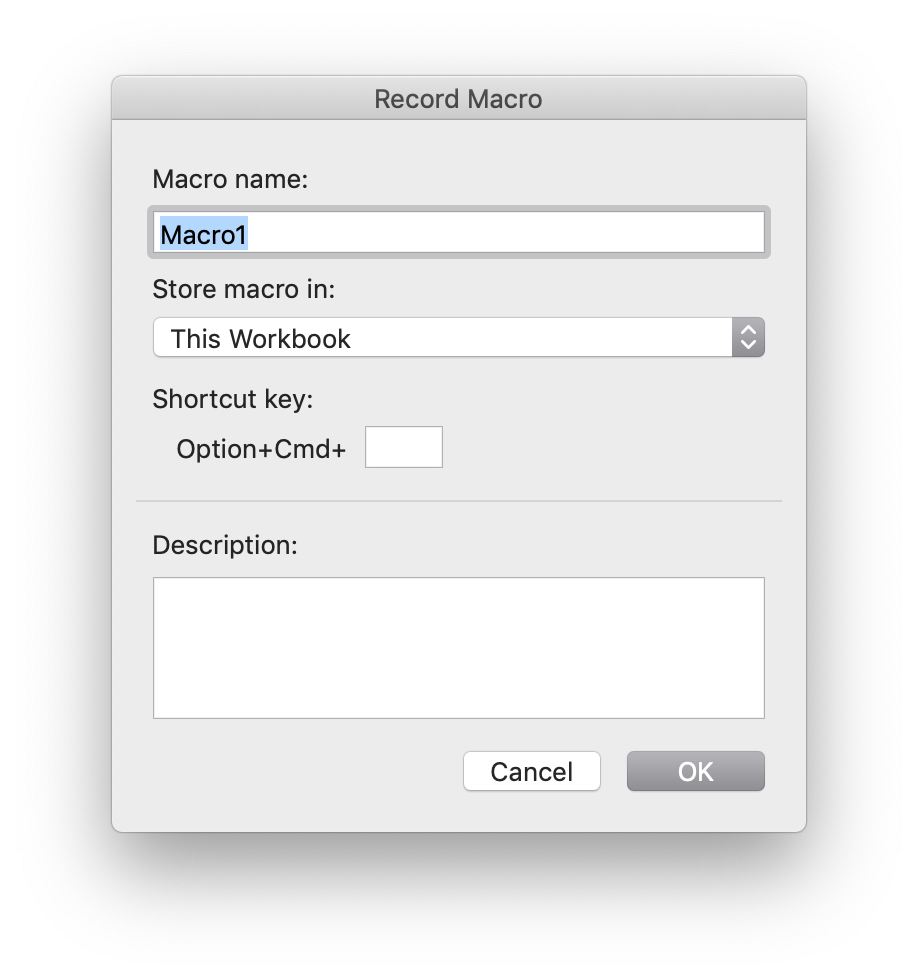 Record Macro
Macro name:
Macro1
Store macro in:
This Workbook
Shortcut key:
Option+Cmd+
Description:
Cancel OK